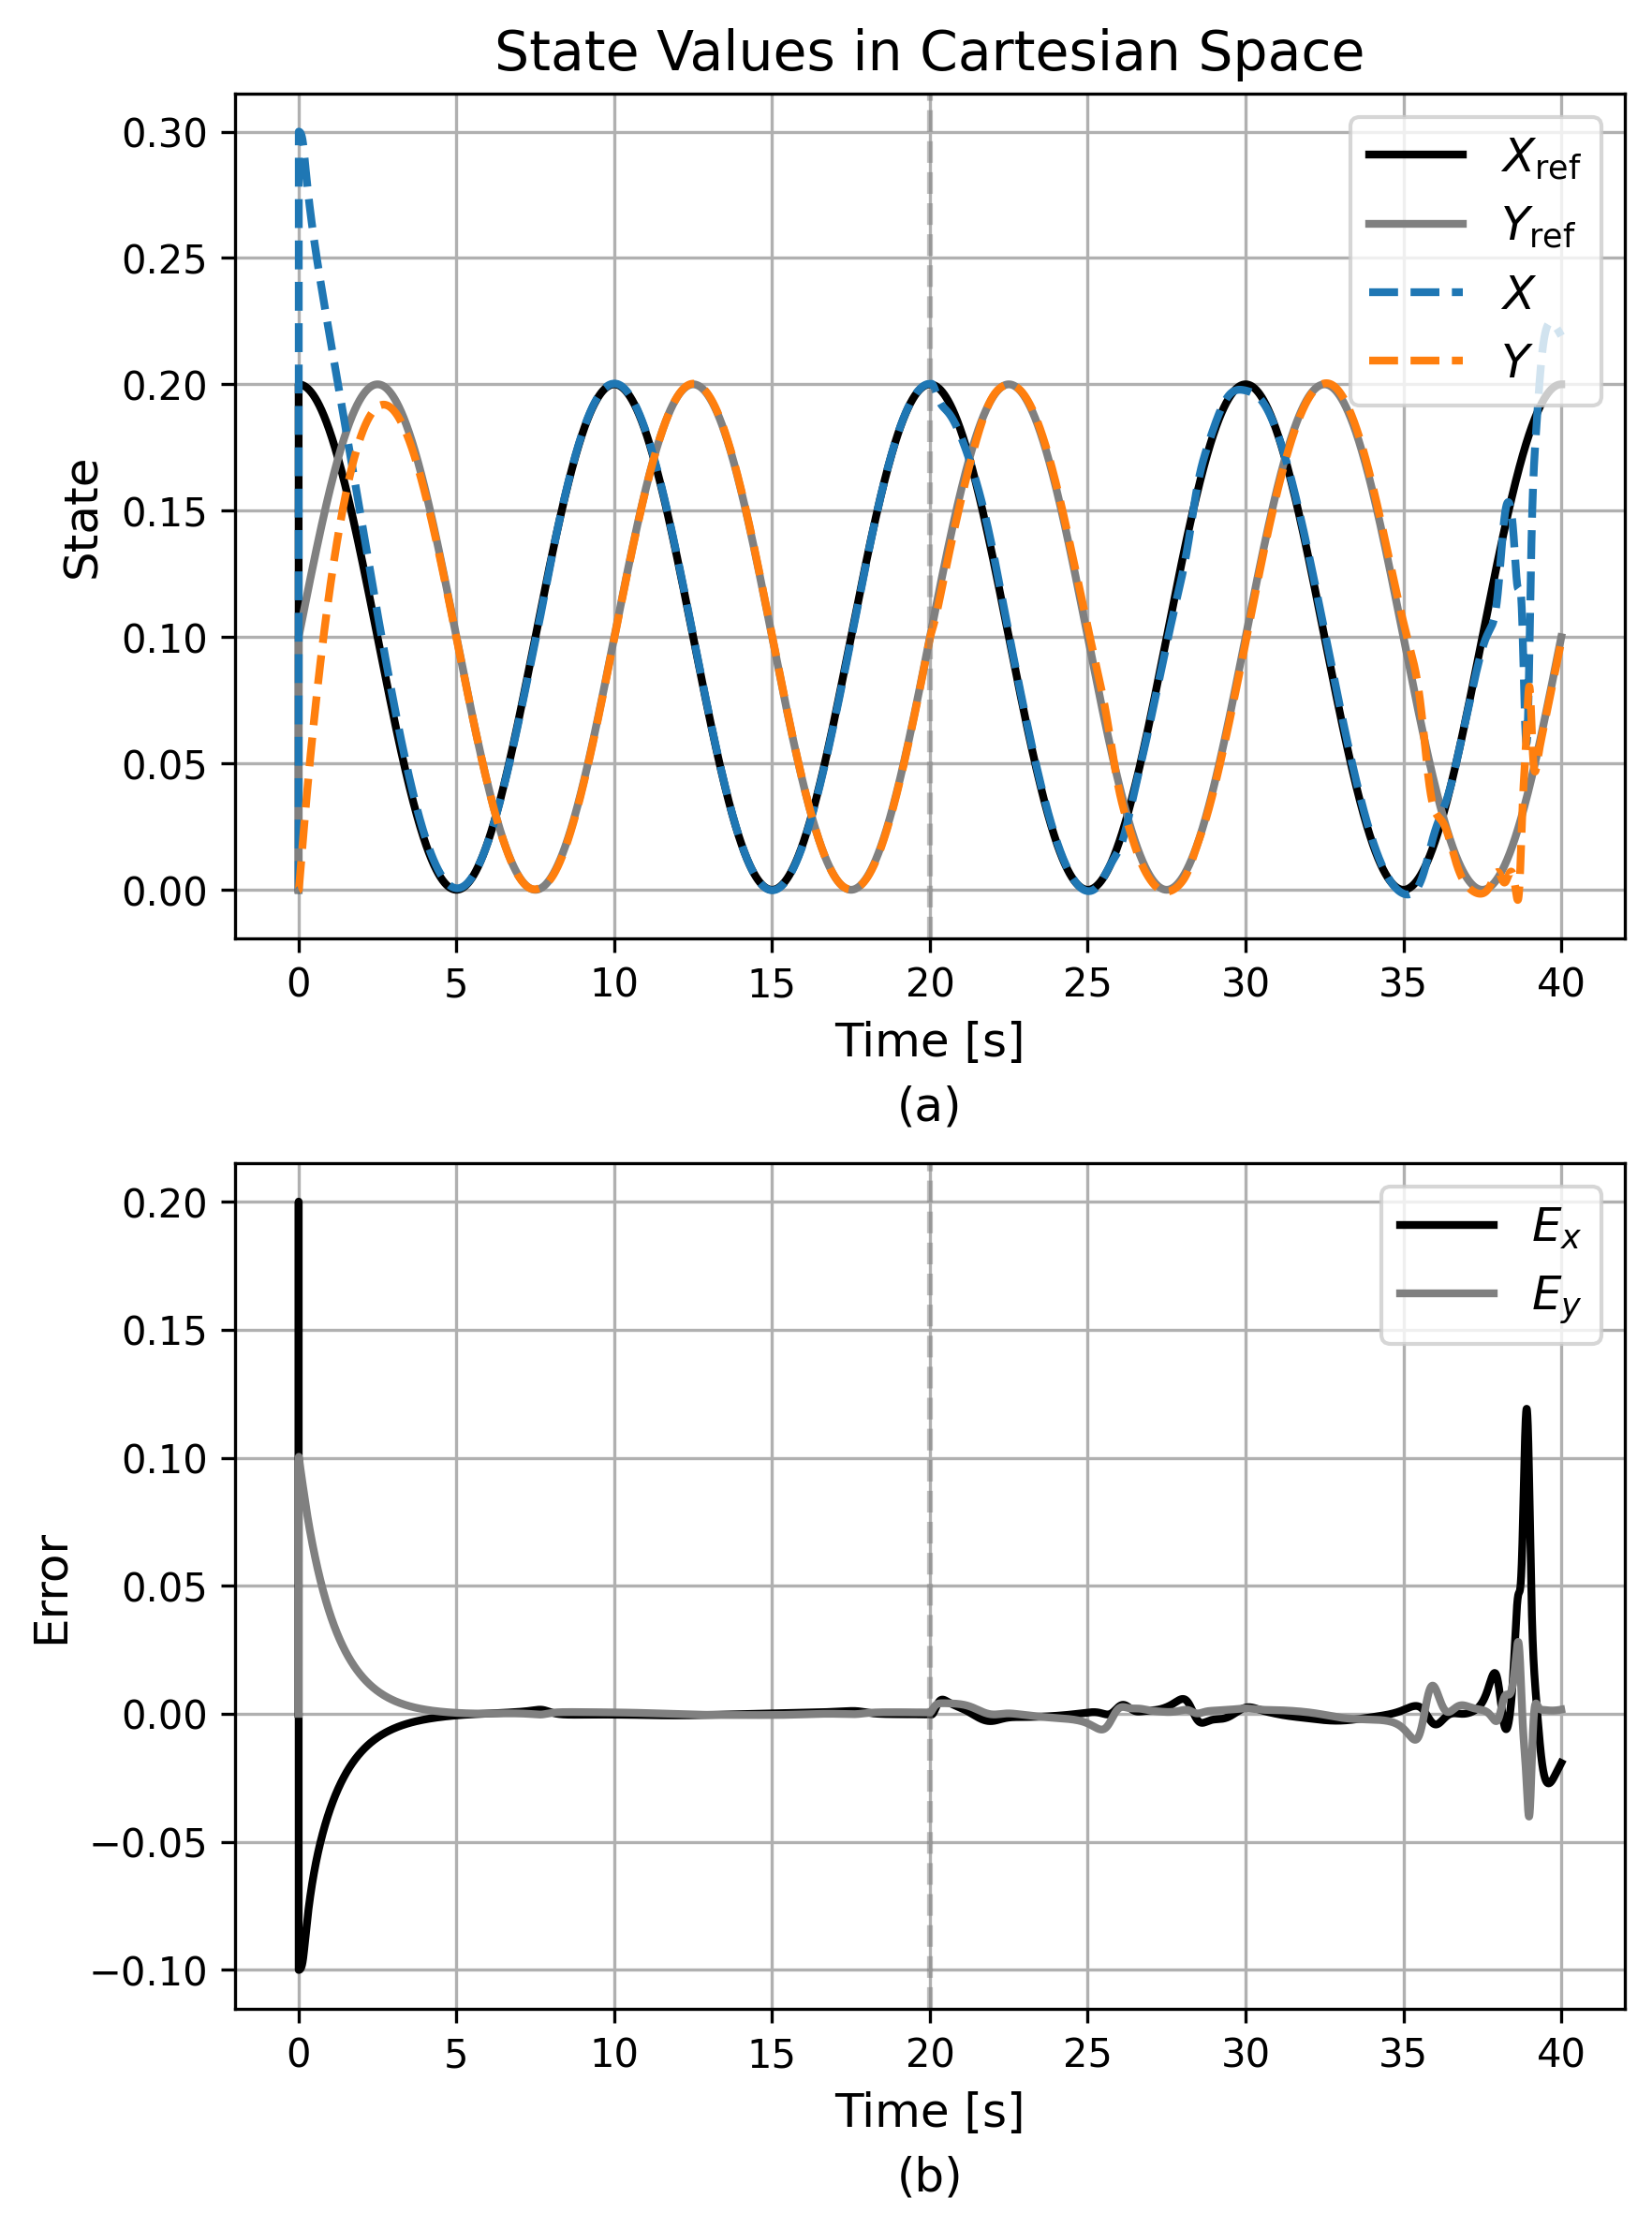 State Values in Cartesian Space
0.30
0.25
0.20
0.15
0.10
0.05
0.00
State
X_ref
Y_ref
X
Y
0 5 10 15 20 25 30 35 40
Time [s]
(a)
0.20
0.15
0.10
0.05
0.00
−0.05
−0.10
Error
E_x
E_y
0 5 10 15 20 25 30 35 40
Time [s]
(b)